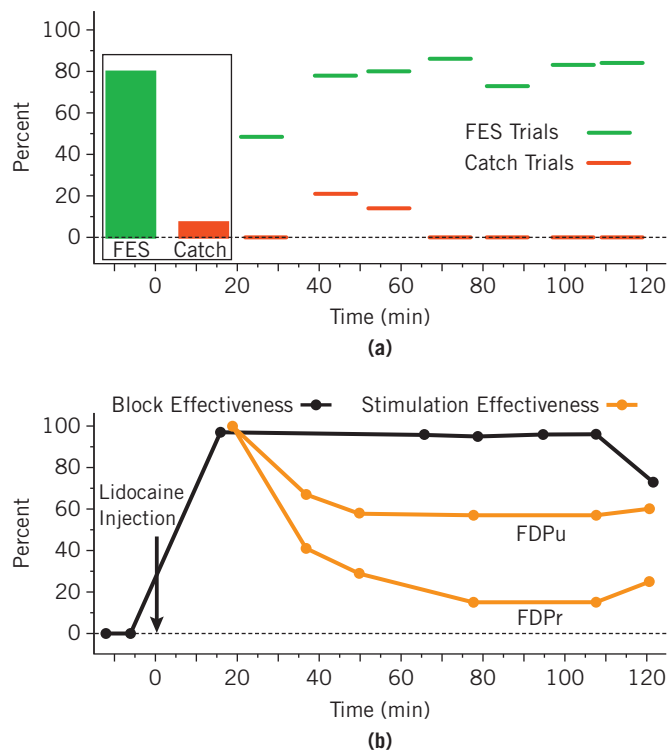 100
80
60
40
20
0
Percent
FES Trials
Catch Trials
FES Catch
0 20 40 60 80 100 120
Time (min)
(a)
Block Effectiveness Stimulation Effectiveness
100
80
60
40
20
0
Percent
Lidocaine
Injection
FDPu
FDPr
0 20 40 60 80 100 120
Time (min)
(b)